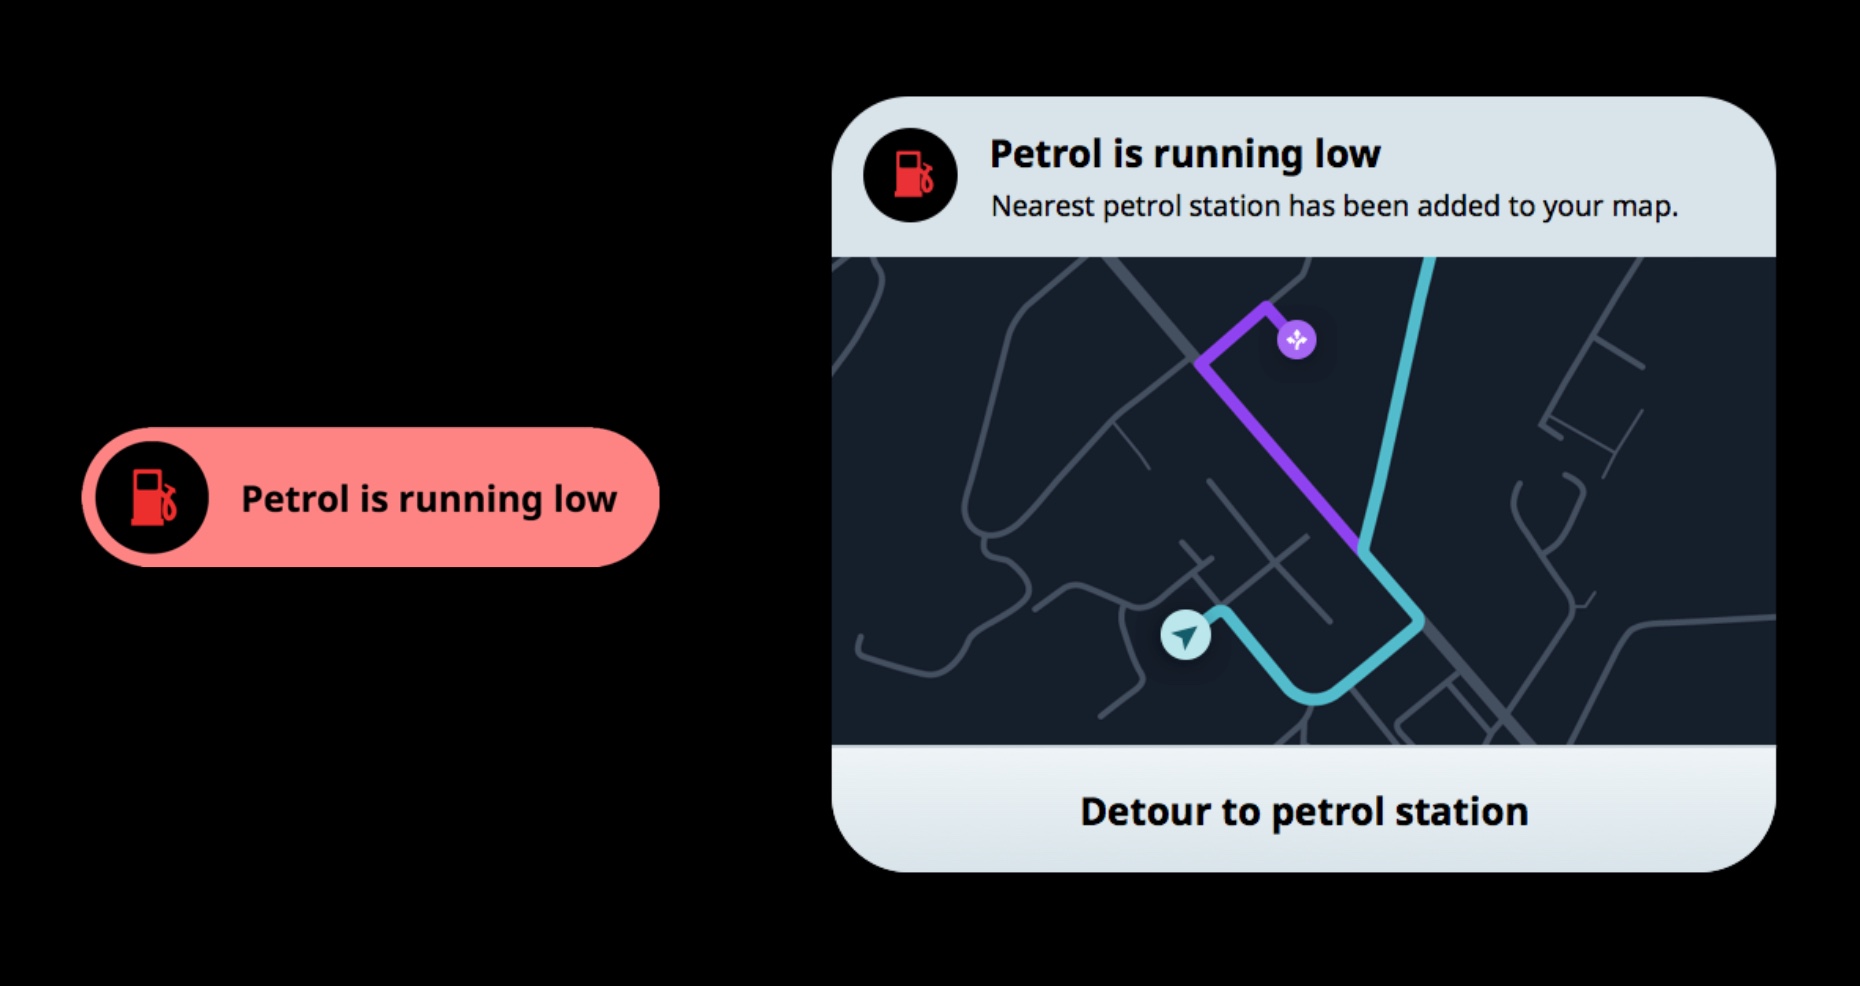 Petrol is running low
Petrol is running low
Nearest petrol station has been added to your map.
Detour to petrol station